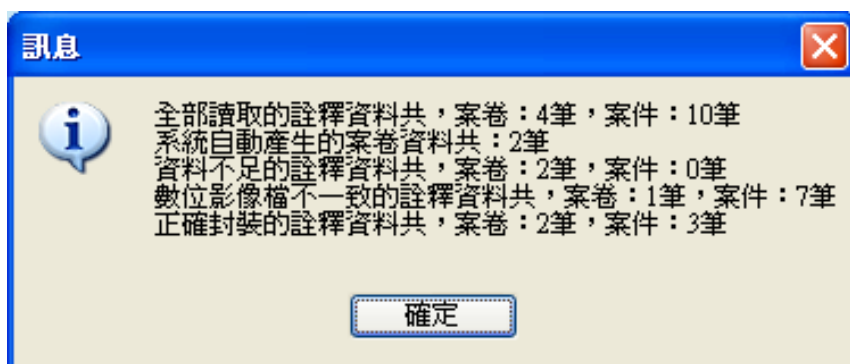 訊息
全部讀取的詮釋資料共，案卷：4筆，案件：10筆
系統自動產生的案卷資料共：2筆
資料不足的詮釋資料共，案卷：2筆，案件：0筆
數位影像檔不一致的詮釋資料共，案卷：1筆，案件：7筆
正確封裝的詮釋資料共，案卷：2筆，案件：3筆
確定